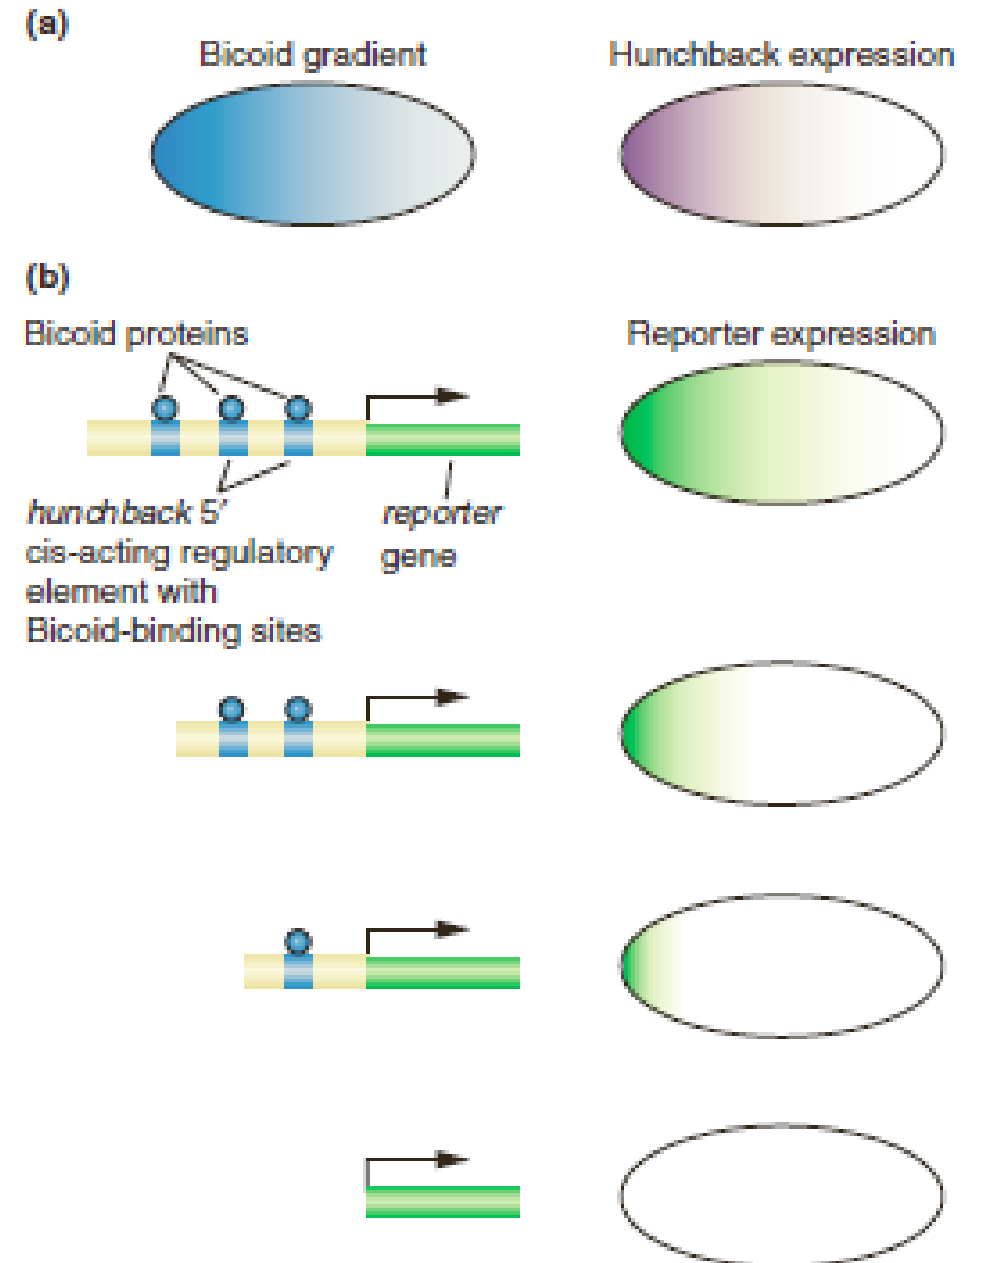 (a)
Bicoid gradient
Hunchback expression
(b)
Bicoid proteins
Reporter expression
hunchback 5′
cis-acting regulatory
element with
Bicoid-binding sites
reporter
gene